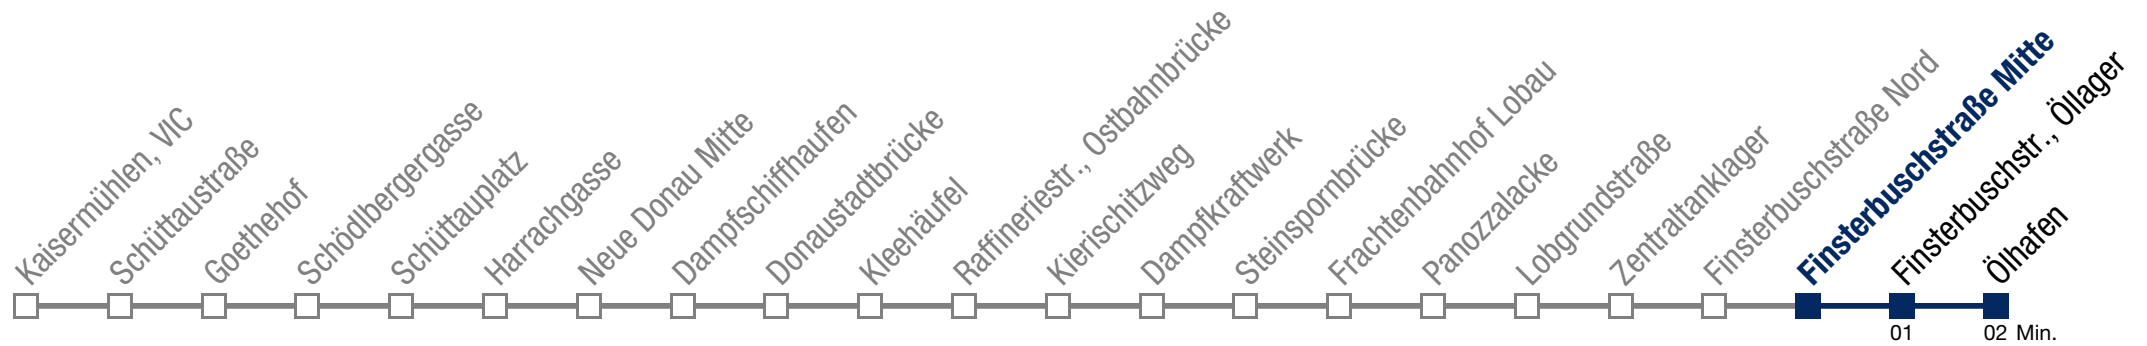 Kaisermühlen, VIC
Schüttaustraße
Goethehof
Schödlbergergasse
Schüttauplatz
Harrachgasse
Neue Donau Mitte
Dampfschiffhaufen
Donaustadtbrücke
Kleehäufel
Raffineriestr., Ostbahnbrücke
Kierischitzweg
Dampfkraftwerk
Steinspornbrücke
Frachtenbahnhof Lobau
Panozzalacke
Lobgrundstraße
Zentraltanklager
Finsterbuschstraße Nord
Finsterbuschstraße Mitte
Finsterbuschstr., Öllager
Ölhafen
01 02 Min.